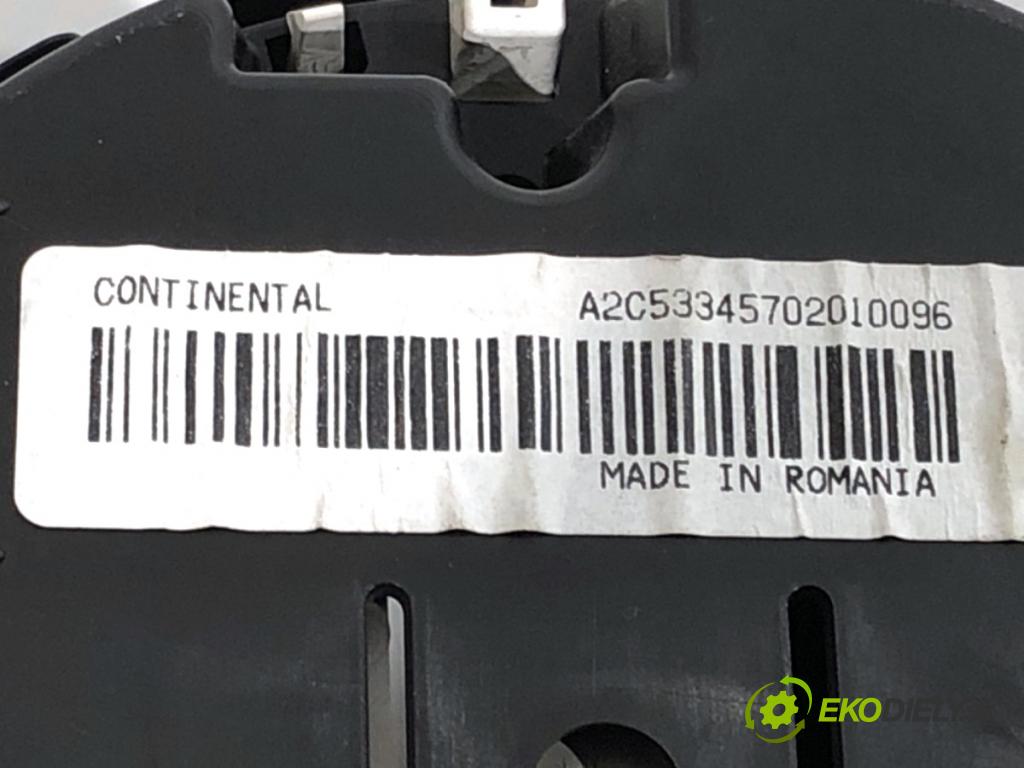 CONTINENTAL A2C53345702010096
MADE IN ROMANIA
EKODIELY